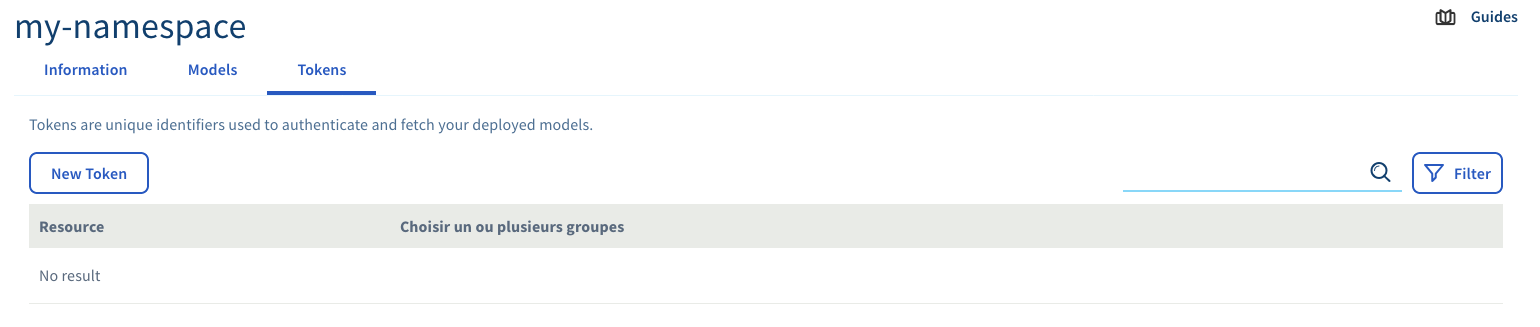 my-namespace
Guides
Information Models Tokens
Tokens are unique identifiers used to authenticate and fetch your deployed models.
New Token
Filter
Resource Choisir un ou plusieurs groupes
No result